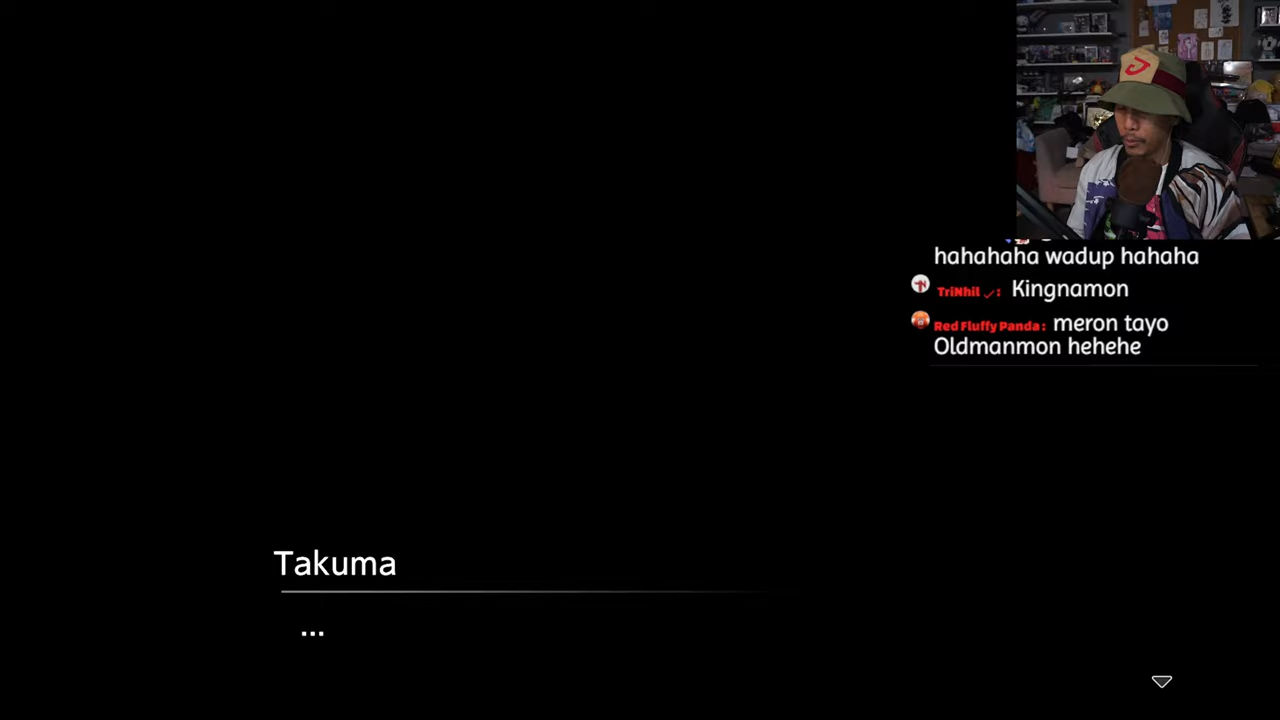 hahahaha wadup hahaha
TriNhil: Kingnamon
Red Fluffy Panda: meron tayo
Oldmanmon hehehe
Takuma
...